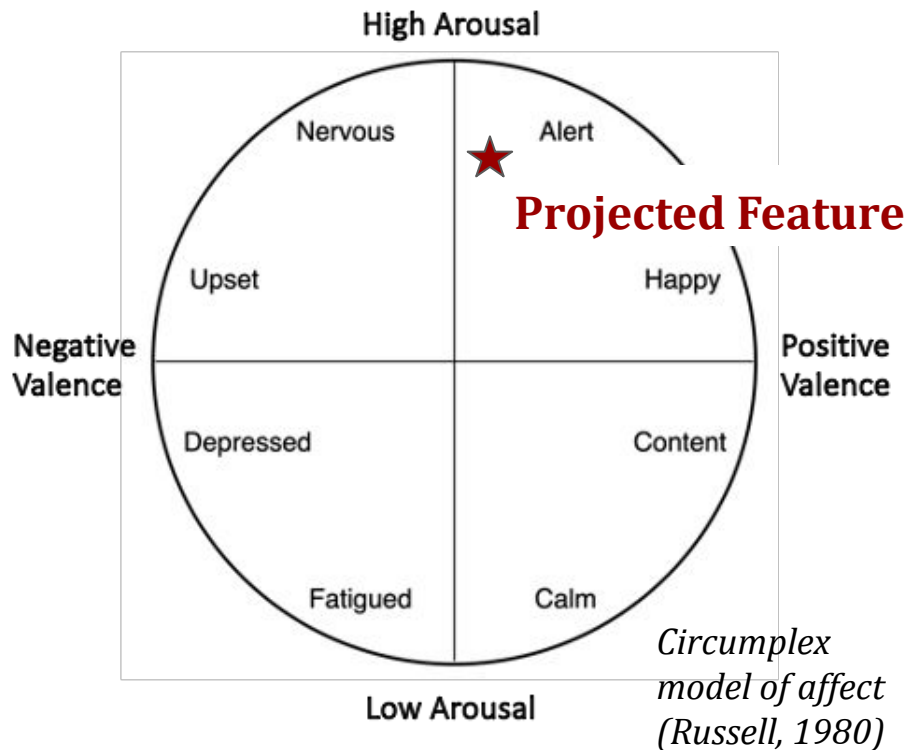 High Arousal
Nervous
Alert
Projected Feature
Upset
Happy
Negative
Valence
Positive
Valence
Depressed
Content
Fatigued
Calm
Circumplex
model of affect
(Russell, 1980)
Low Arousal